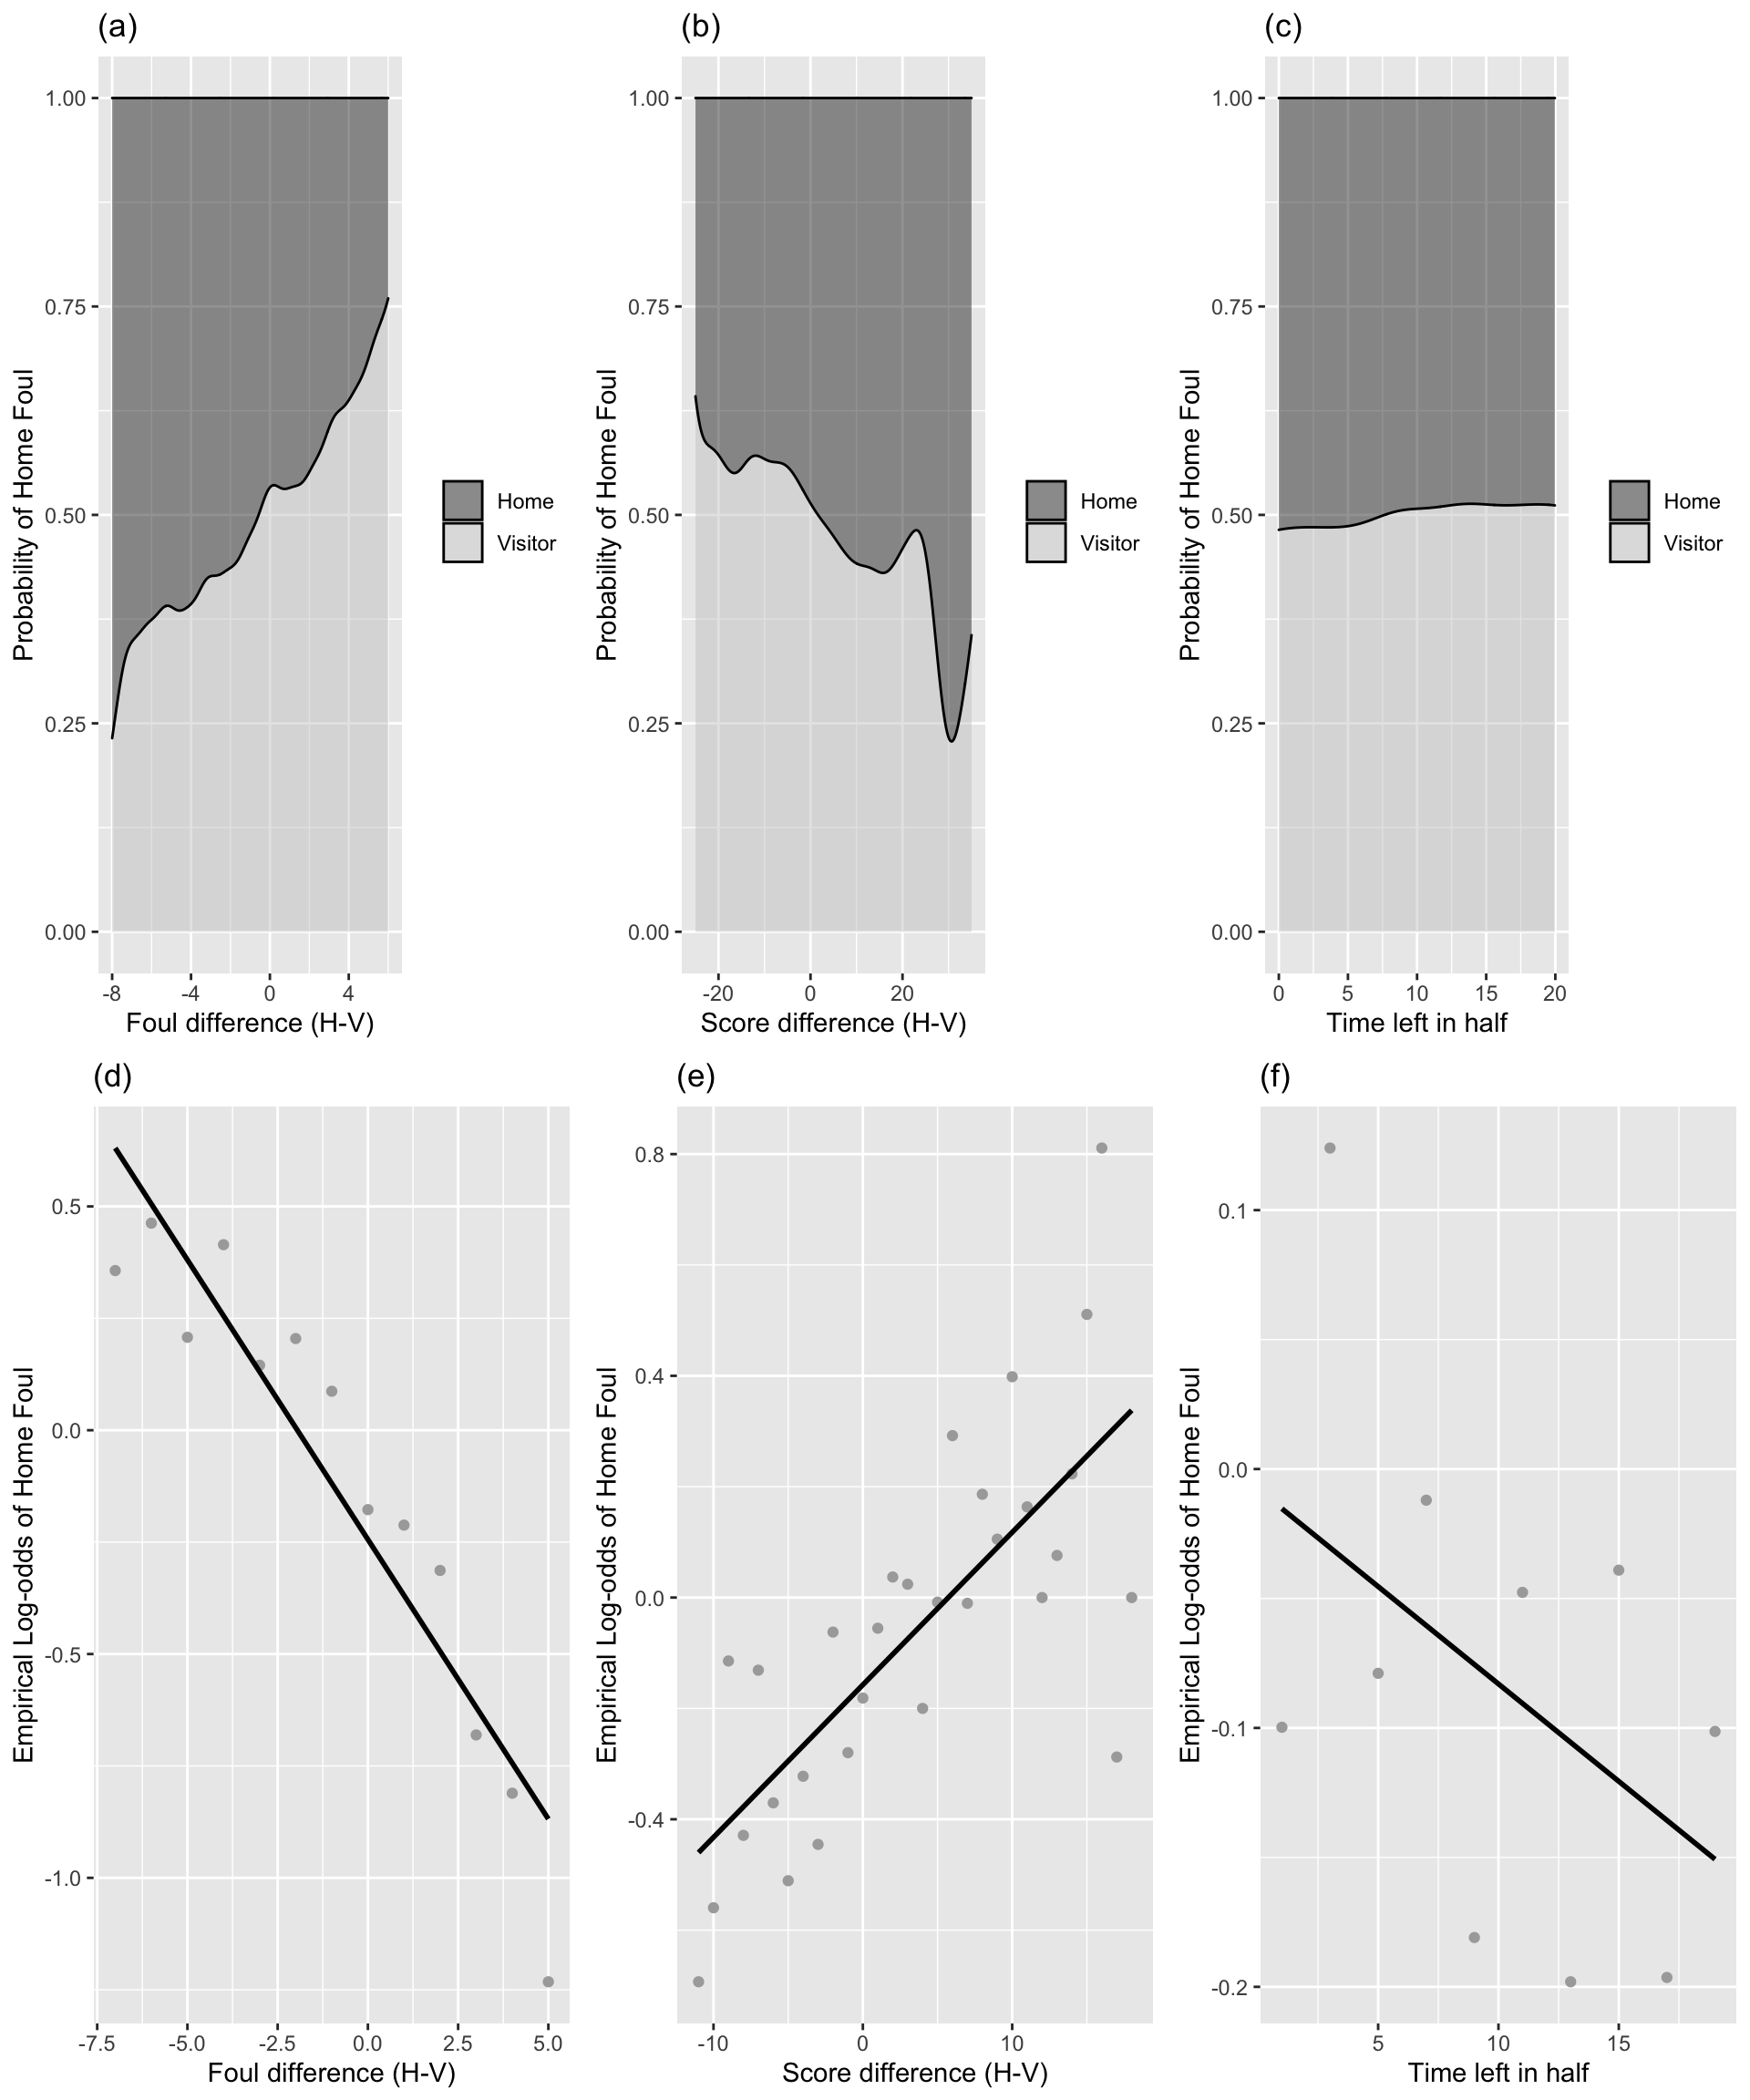 (a)
Probability of Home Foul
1.00
0.75
0.50
0.25
0.00
-8 -4 0 4
Foul difference (H-V)
Home
Visitor
(b)
Probability of Home Foul
1.00
0.75
0.50
0.25
0.00
-20 0 20
Score difference (H-V)
Home
Visitor
(c)
Probability of Home Foul
1.00
0.75
0.50
0.25
0.00
0 5 10 15 20
Time left in half
Home
Visitor
(d)
Empirical Log-odds of Home Foul
0.5
0.0
-0.5
-1.0
-7.5 -5.0 -2.5 0.0 2.5 5.0
Foul difference (H-V)
(e)
Empirical Log-odds of Home Foul
0.8
0.4
0.0
-0.4
-10 0 10
Score difference (H-V)
(f)
Empirical Log-odds of Home Foul
0.1
0.0
-0.1
-0.2
5 10 15
Time left in half